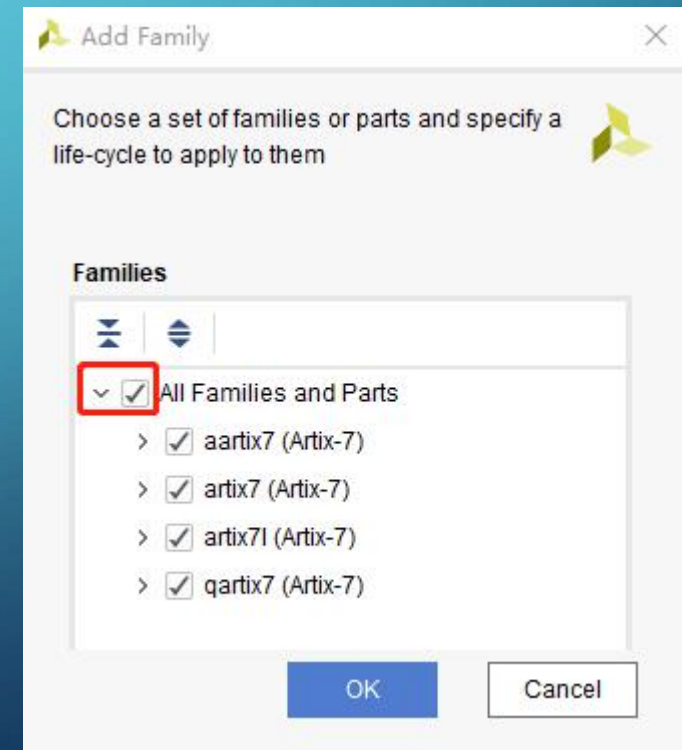 Add Family
Choose a set of families or parts and specify a
life-cycle to apply to them
Families
All Families and Parts
aartix7 (Artix-7)
artix7 (Artix-7)
artix7l (Artix-7)
qartix7 (Artix-7)
OK
Cancel